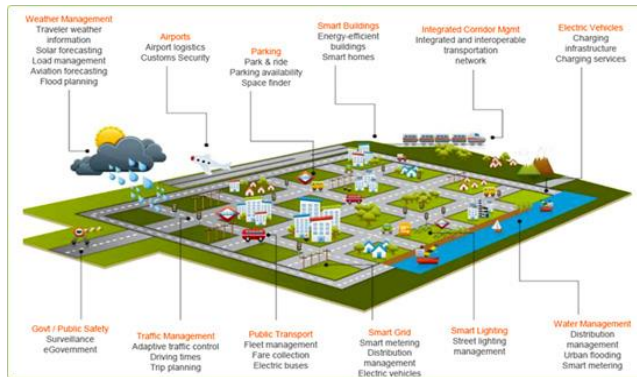 Weather Management
Traveler weather
information
Solar forecasting
Load management
Aviation forecasting
Flood planning
Airports
Airport logistics
Customs Security
Parking
Park & ride
Parking availability
Space finder
Smart Buildings
Energy-efficient
buildings
Smart homes
Integrated Corridor Mgmt
Integrated and interoperable
transportation
network
Electric Vehicles
Charging
infrastructure
Charging services
Govt / Public Safety
Surveillance
eGovernment
Traffic Management
Adaptive traffic control
Driving times
Trip planning
Public Transport
Fleet management
Fare collection
Electric buses
Smart Grid
Smart metering
Distribution
management
Electric vehicles
Smart Lighting
Street lighting
management
Water Management
Distribution
management
Urban flooding
Smart metering